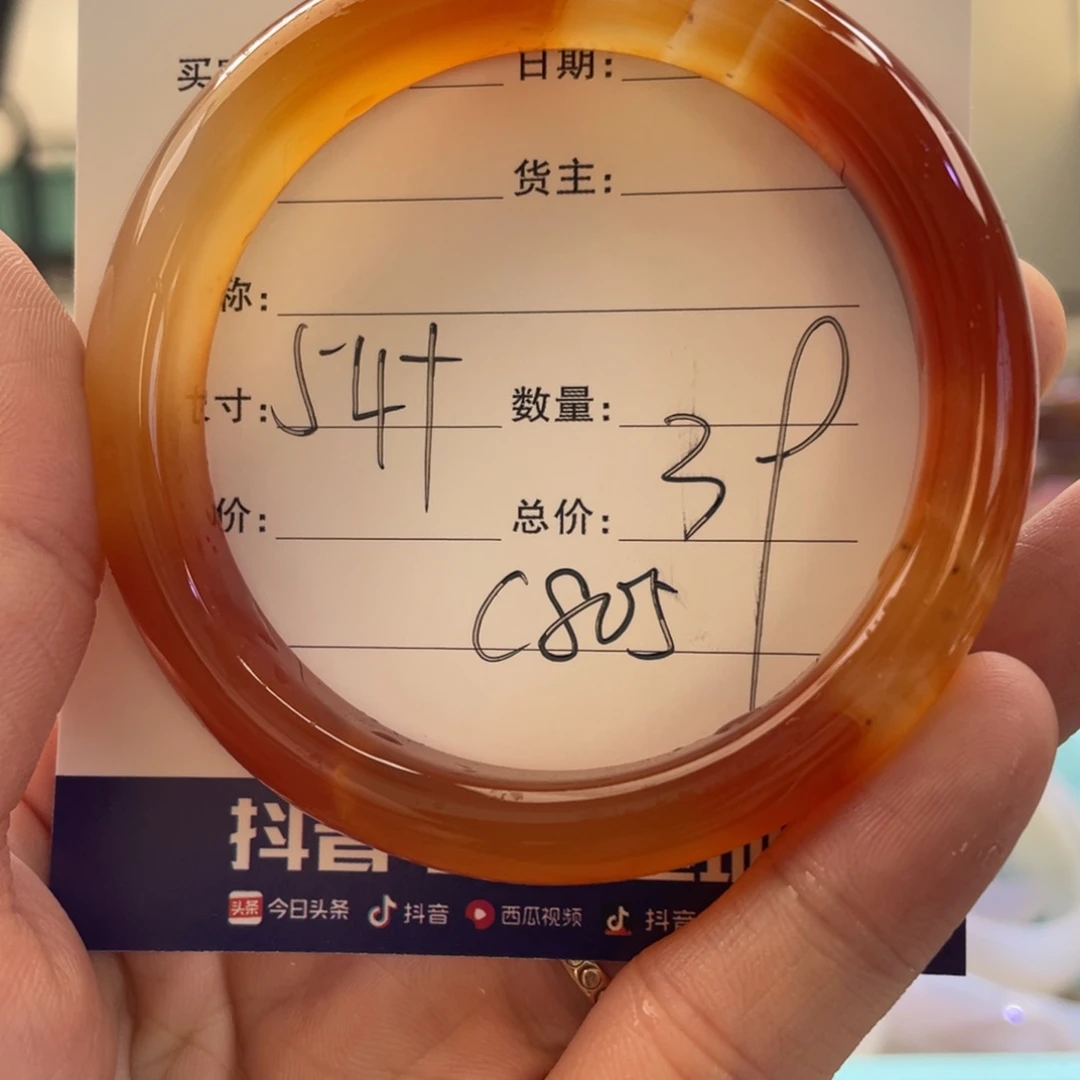 买 日期:
货主:
称:
寸: 54+ 数量:
价: 总价: 3
C805
抖音
头条 今日头条 抖音 西瓜视频 抖音